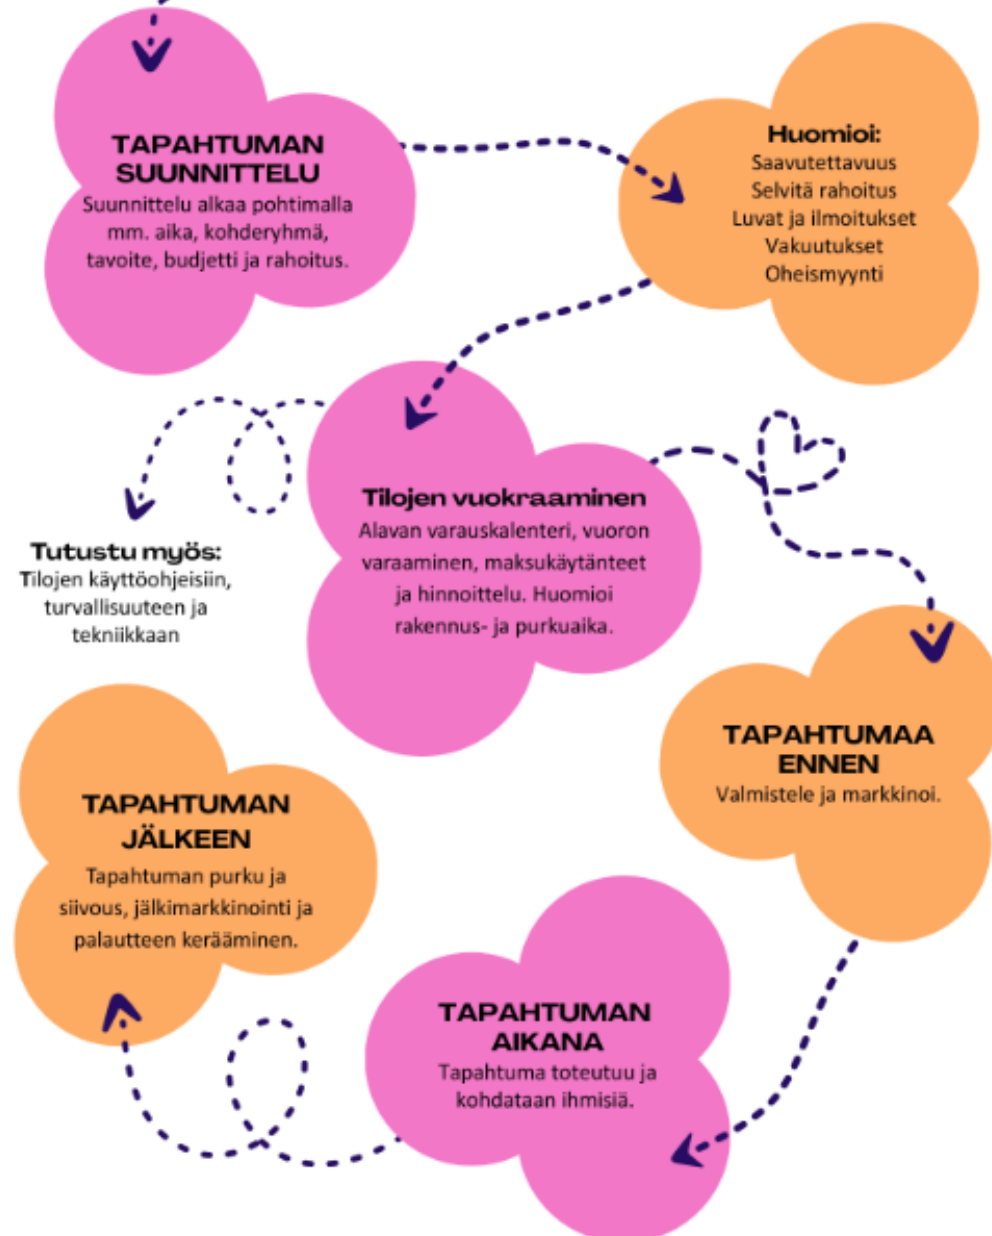 TAPAHTUMAN
SUUNNITTELU
Suunnittelu alkaa pohtimalla
mm. aika, kohderyhmä,
tavoite, budjetti ja rahoitus.
Huomioi:
Saavutettavuus
Selvitä rahoitus
Luvat ja ilmoitukset
Vakuutukset
Oheismyynti
Tilojen vuokraaminen
Alavan varauskalenteri, vuoron
varaaminen, maksukäytänteet
ja hinnoittelu. Huomioi
rakennus- ja purkuaika.
Tutustu myös:
Tilojen käyttöohjeisiin,
turvallisuuteen ja
tekniikkaan
TAPAHTUMAA
ENNEN
Valmistele ja markkinoi.
TAPAHTUMAN
AIKANA
Tapahtuma toteutuu ja
kohdataan ihmisiä.
TAPAHTUMAN
JÄLKEEN
Tapahtuman purku ja
siivous, jälkimarkkinointi ja
palautteen kerääminen.